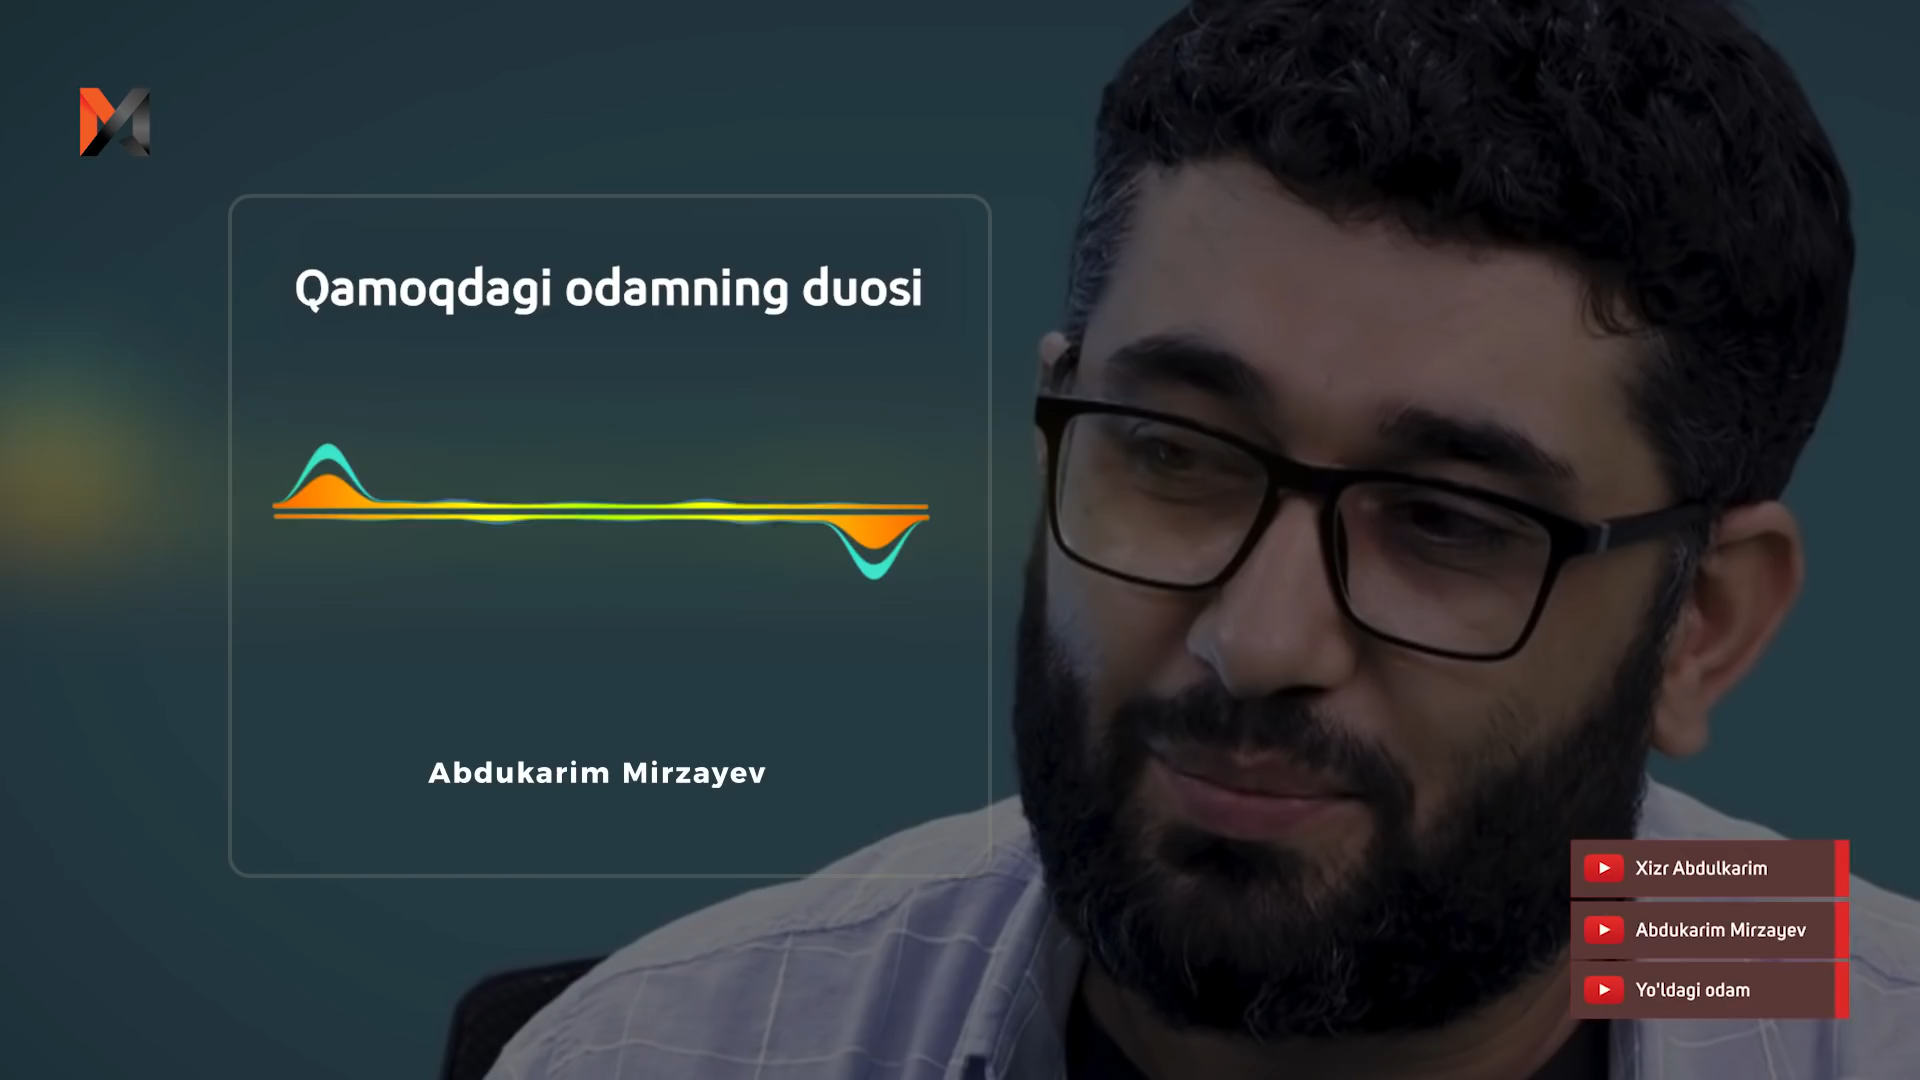 Qamoqdagi odamning duosi
Abdukarim Mirzayev
Xizr Abdulkarim
Abdukarim Mirzayev
Yo'ldagi odam